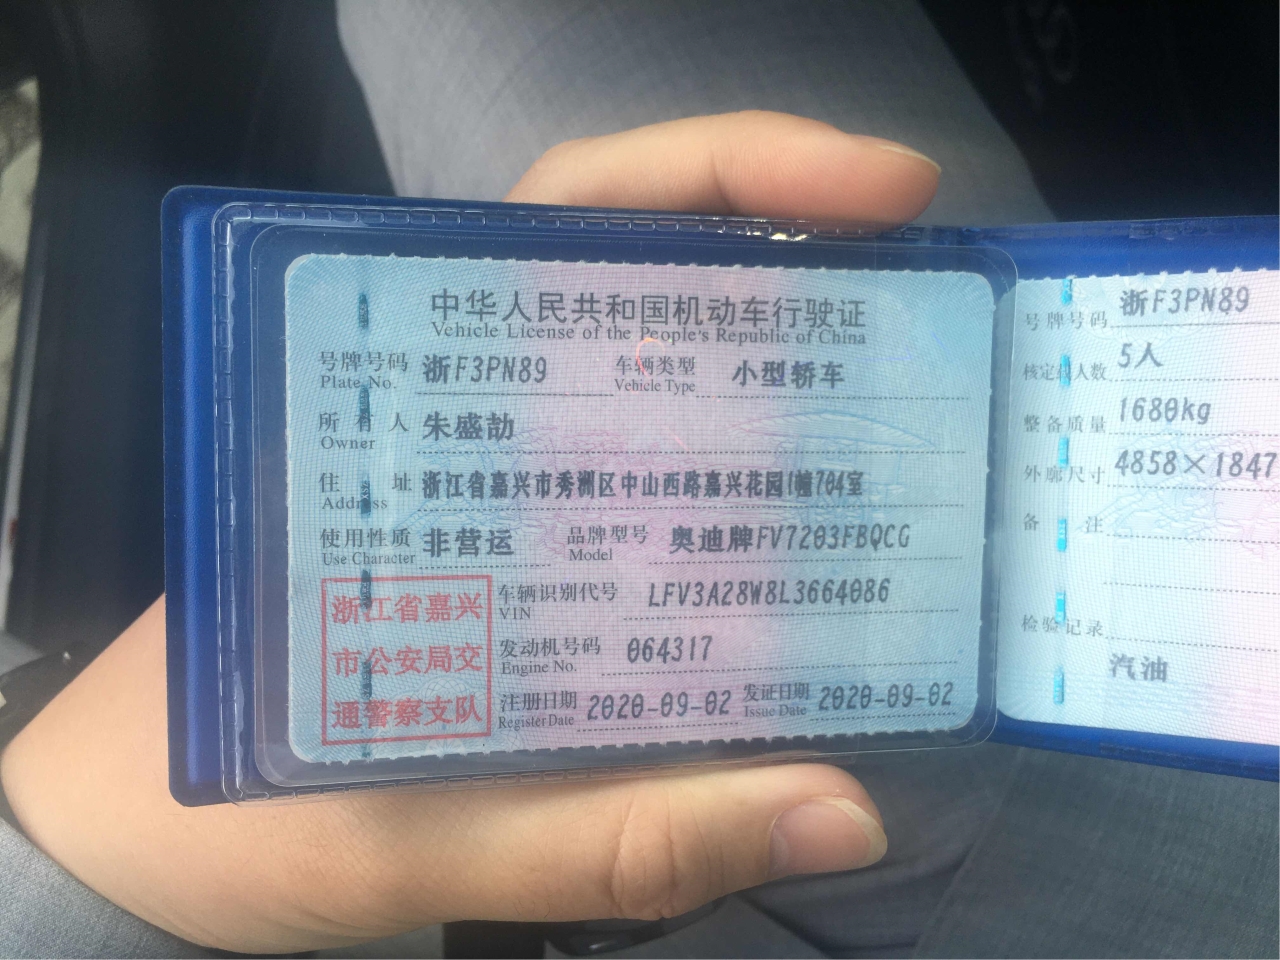 中华人民共和国机动车行驶证
Vehicle License of the People's Republic of China
号牌号码 浙F3PN89 车辆类型 小型轿车
Plate No. Vehicle Type
所有人 朱盛劼
Owner
住址 浙江省嘉兴市秀洲区中山西路嘉兴花园1幢704室
Address
使用性质 非营运 品牌型号 奥迪牌FV7203FBQCG
Use Character Model
浙江省嘉兴
市公安局交
通警察支队
车辆识别代号 LFV3A28W8L3664086
VIN
发动机号码 064317
Engine No.
注册日期 2020-09-02 发证日期 2020-09-02
Register Date Issue Date
号牌号码 浙F3PN89
核定载人数 5人
整备质量 1680kg
外廓尺寸 4858×1847
备注
检验记录
汽油